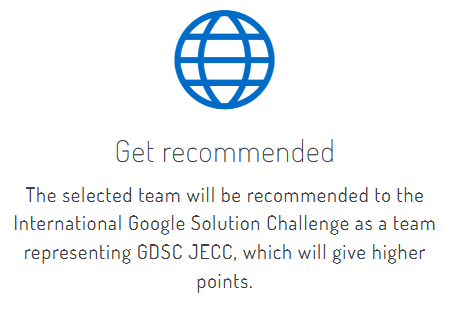 Get recommended
The selected team will be recommended to the
International Google Solution Challenge as a team
representing GDSC JECC, which will give higher
points.